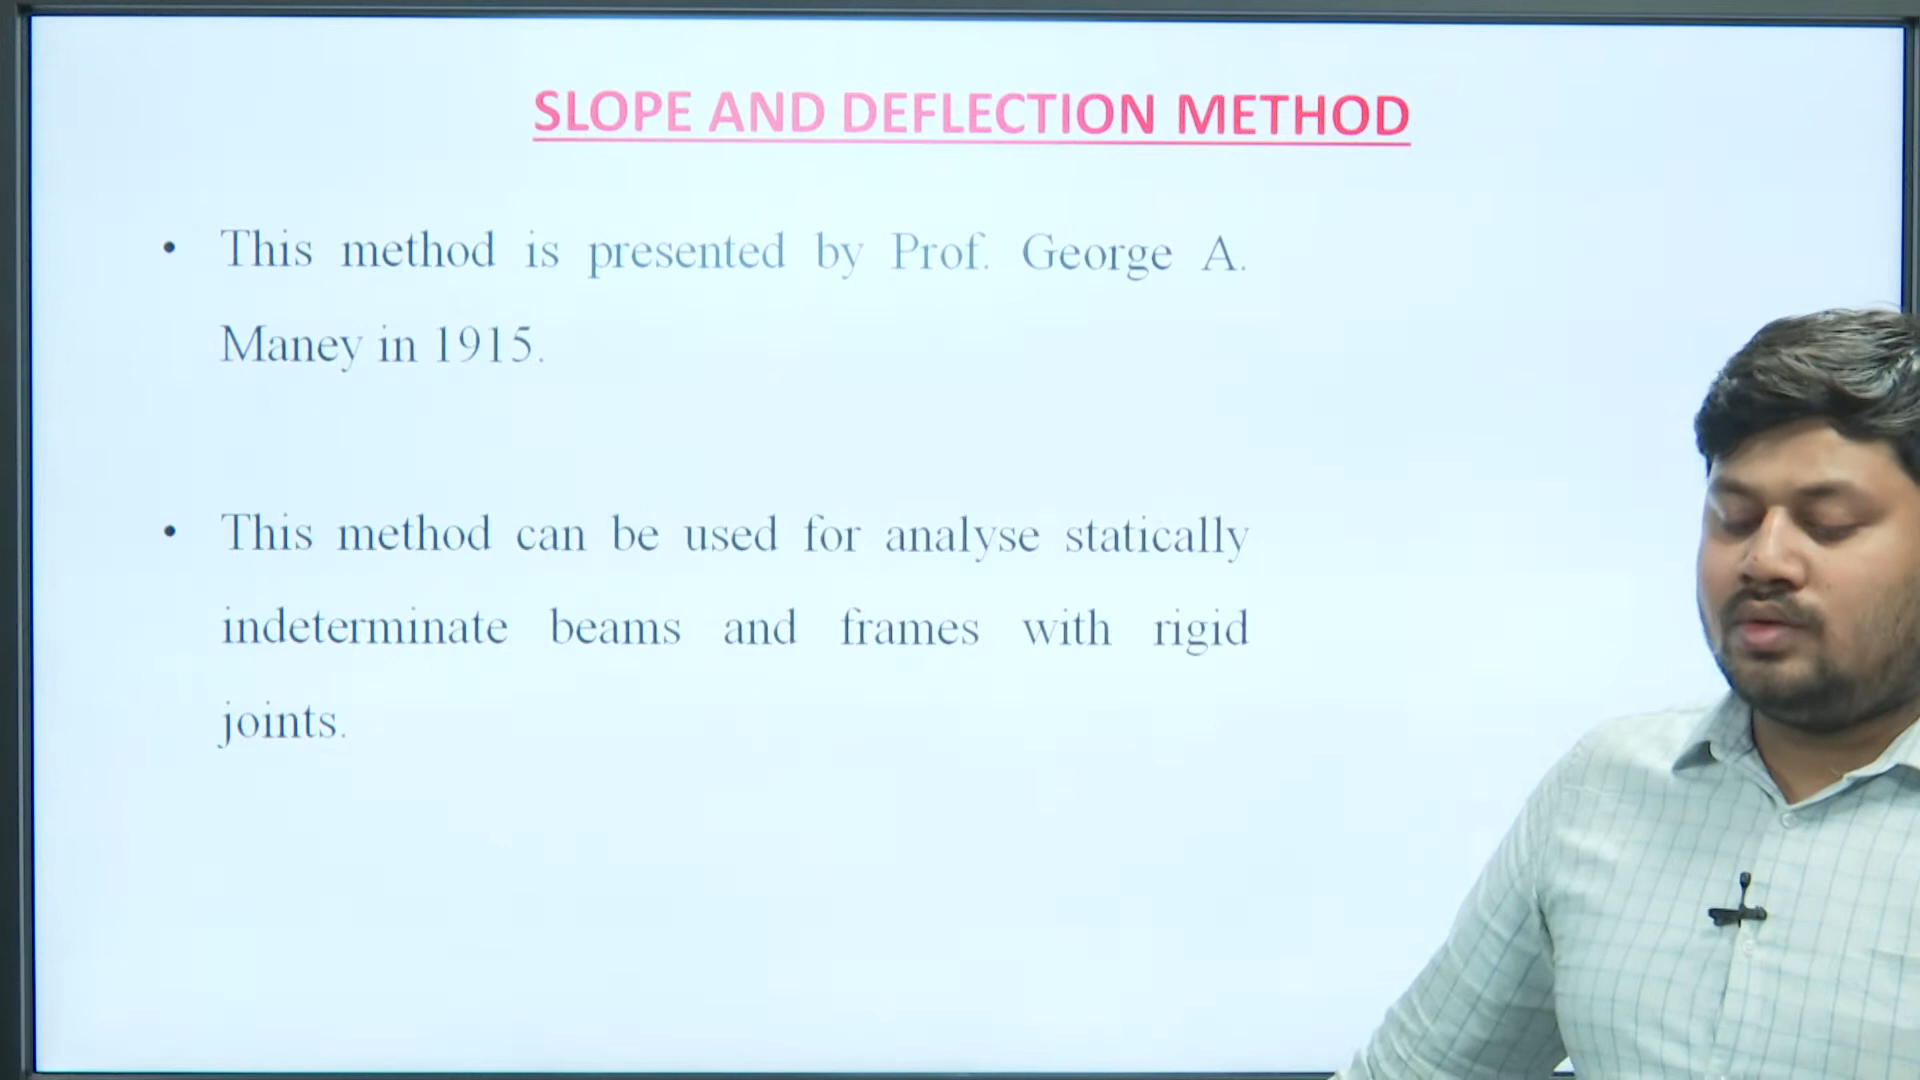 SLOPE AND DEFLECTION METHOD
• This method is presented by Prof. George A.
Maney in 1915.
• This method can be used for analyse statically
indeterminate beams and frames with rigid
joints.